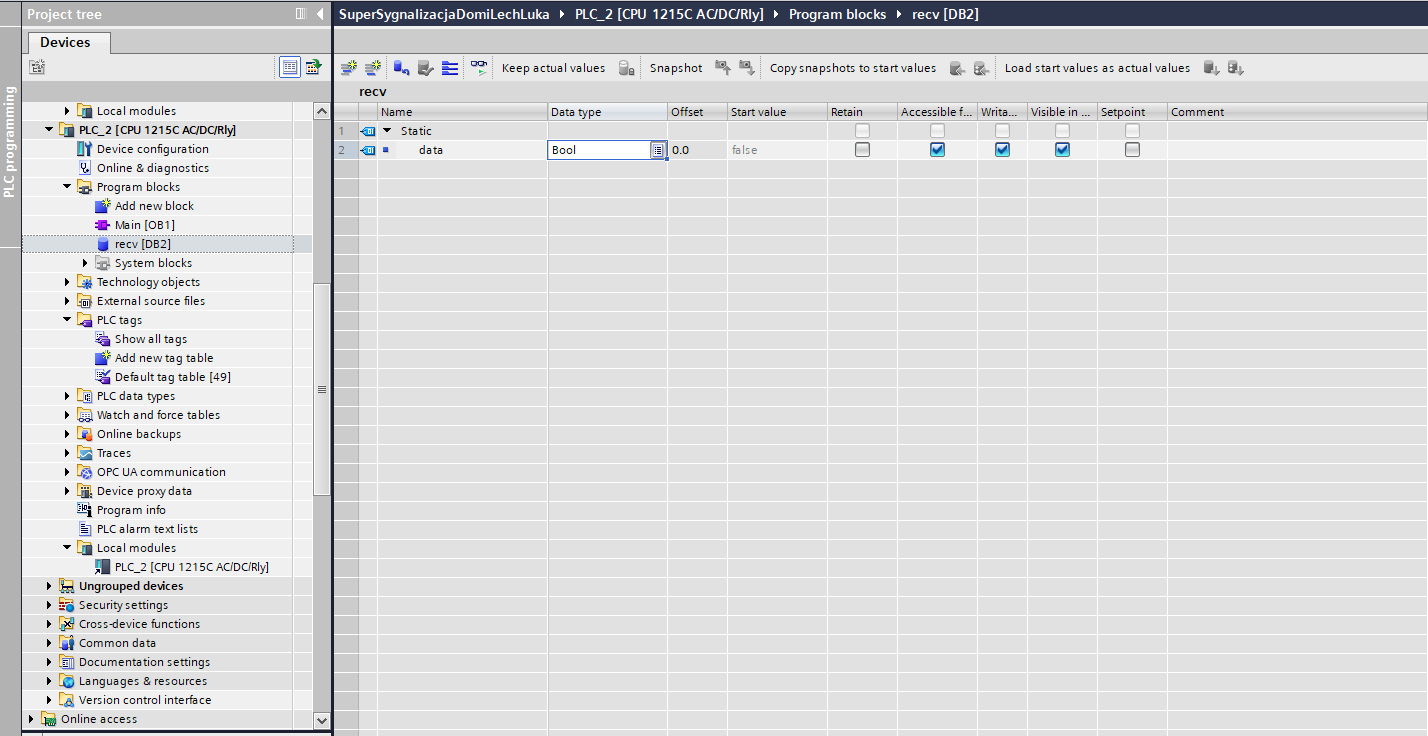 Project tree
SuperSygnalizacjaDomiLechLuka PLC_2 [CPU 1215C AC/DC/Rly] Program blocks recv [DB2]
Devices
PLC programming
Keep actual values Snapshot Copy snapshots to start values Load start values as actual values
recv
Name Data type Offset Start value Retain Accessible f... Writa... Visible in ... Setpoint Comment
1 Static
2 data Bool 0.0 false
Local modules
PLC_2 [CPU 1215C AC/DC/Rly]
Device configuration
Online & diagnostics
Program blocks
Add new block
Main [OB1]
recv [DB2]
System blocks
Technology objects
External source files
PLC tags
Show all tags
Add new tag table
Default tag table [49]
PLC data types
Watch and force tables
Online backups
Traces
OPC UA communication
Device proxy data
Program info
PLC alarm text lists
Local modules
PLC_2 [CPU 1215C AC/DC/Rly]
Ungrouped devices
Security settings
Cross-device functions
Common data
Documentation settings
Languages & resources
Version control interface
Online access